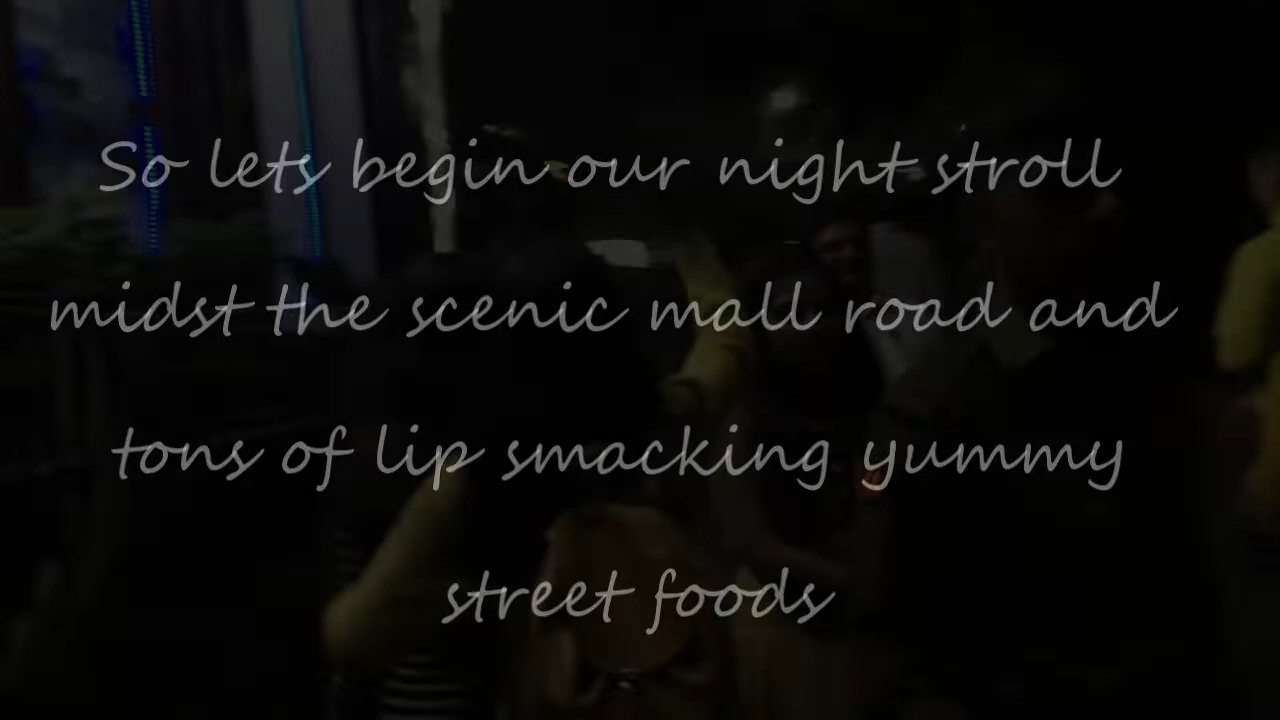 So lets begin our night stroll
midst the scenic mall road and
tons of lip smacking yummy
street foods